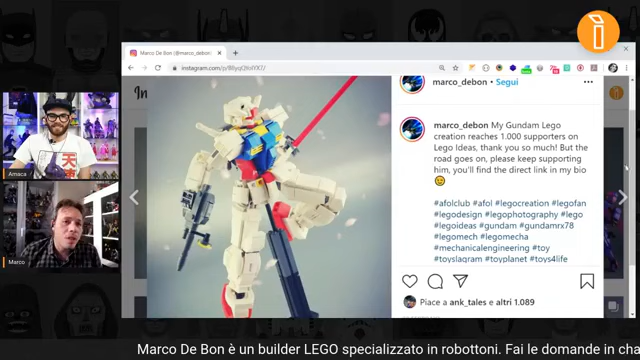 Marco De Bon (@marco_debon)
instagram.com/p/B8yqQXnlYX7/
marco_debon • Segui
marco_debon My Gundam Lego
creation reaches 1.000 supporters on
Lego Ideas, thank you so much! But the
road goes on, please keep supporting
him, you'll find the direct link in my bio
#afolclub #afol #legocreation #legofan
#legodesign #legophotography #lego
#legoideas #gundam #gundamrx78
#legomech #legomecha
#mechanicalengineering #toy
#toyslagram #toyplanet #toys4life
Piace a ank_tales e altri 1.089
Amaca
Marco
Marco De Bon è un builder LEGO specializzato in robottoni. Fai le domande in cha